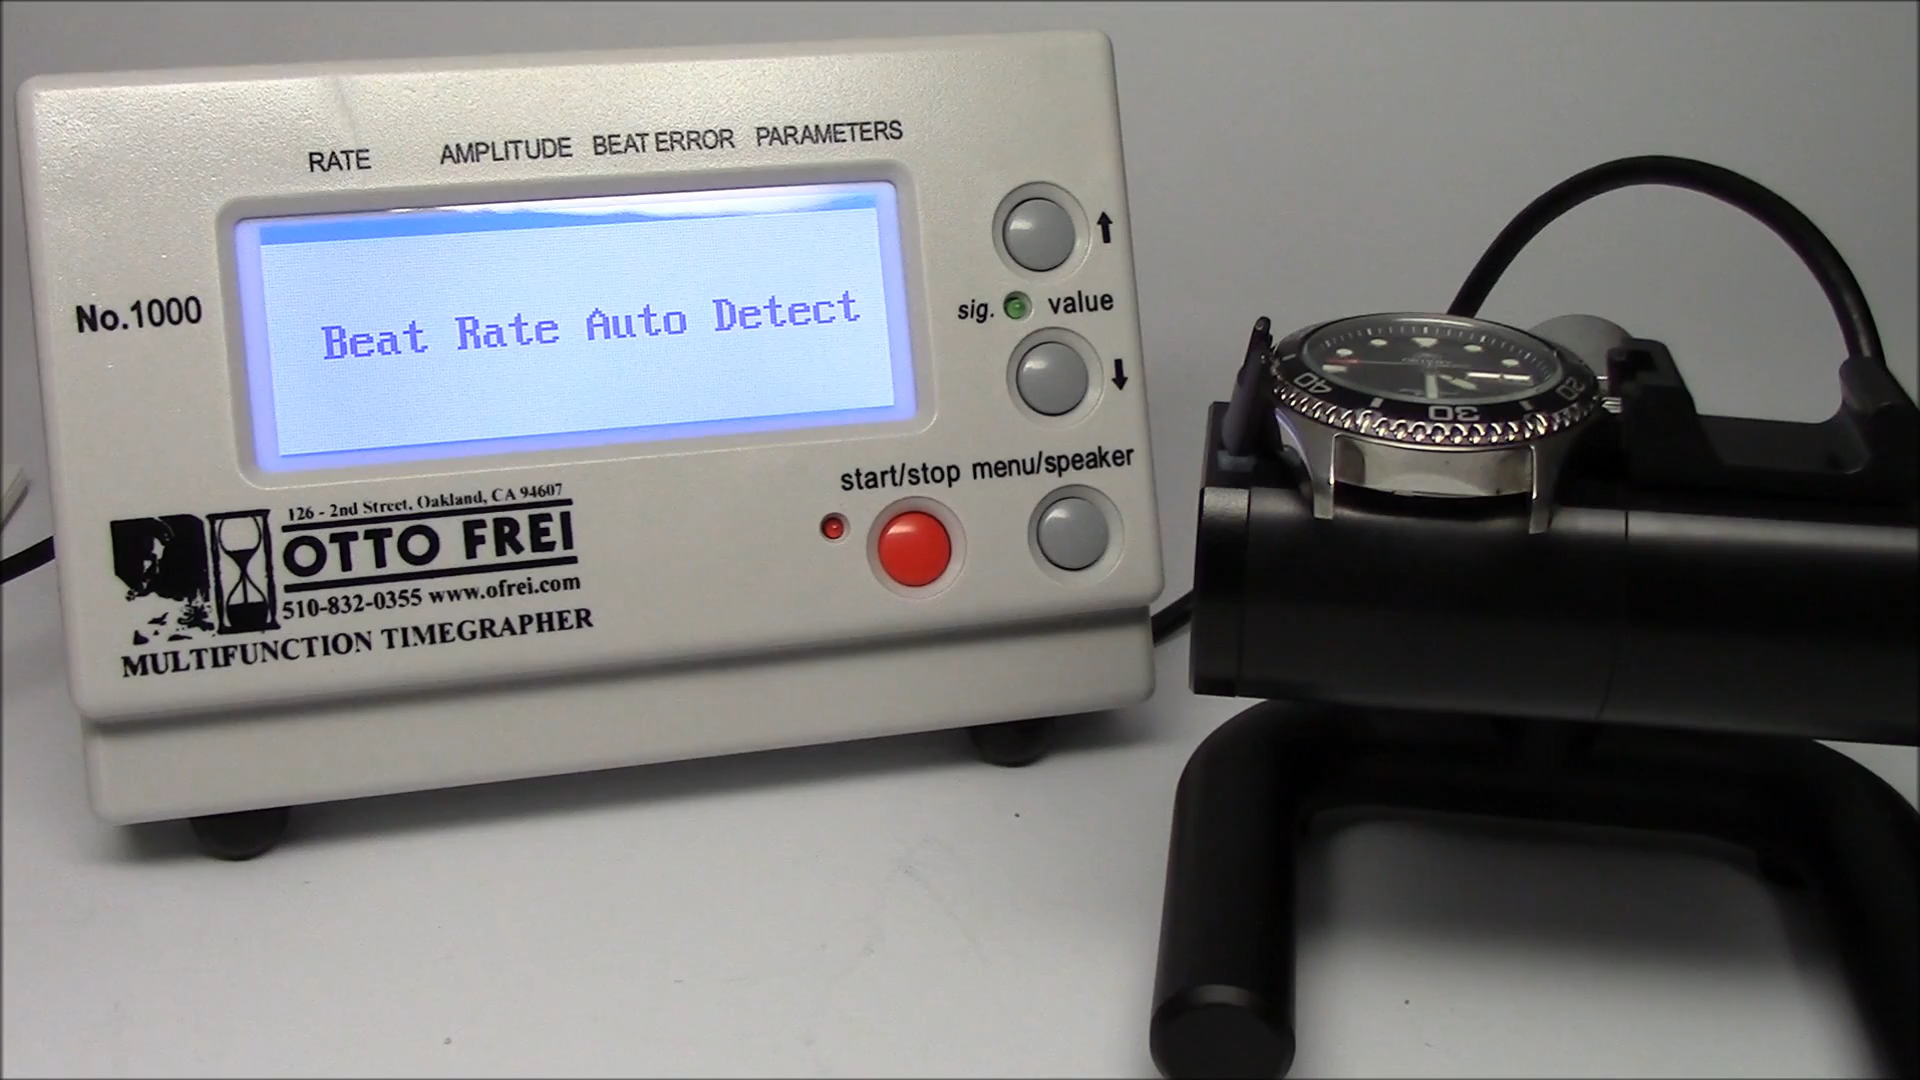 RATE AMPLITUDE BEAT ERROR PARAMETERS
No.1000
Beat Rate Auto Detect
sig. value
start/stop menu/speaker
126 - 2nd Street, Oakland, CA 94607
OTTO FREI
510-832-0355 www.ofrei.com
MULTIFUNCTION TIMEGRAPHER
40
30
20